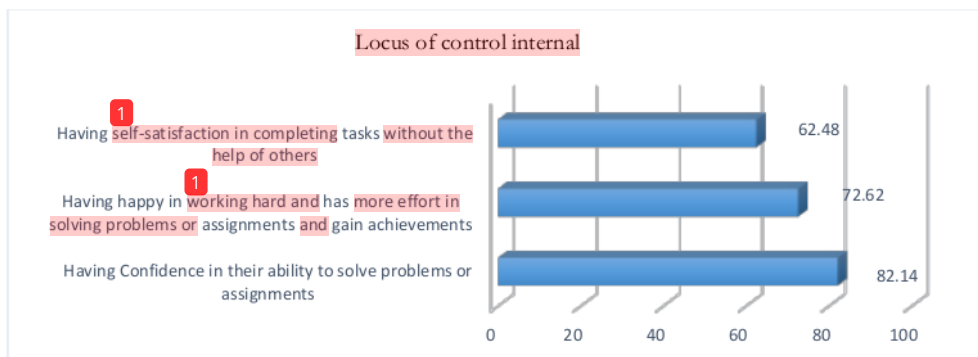 Locus of control internal
1
Having self-satisfaction in completing tasks without the
help of others
62.48
1
Having happy in working hard and has more effort in
solving problems or assignments and gain achievements
72.62
Having Confidence in their ability to solve problems or
assignments
82.14
0 20 40 60 80 100